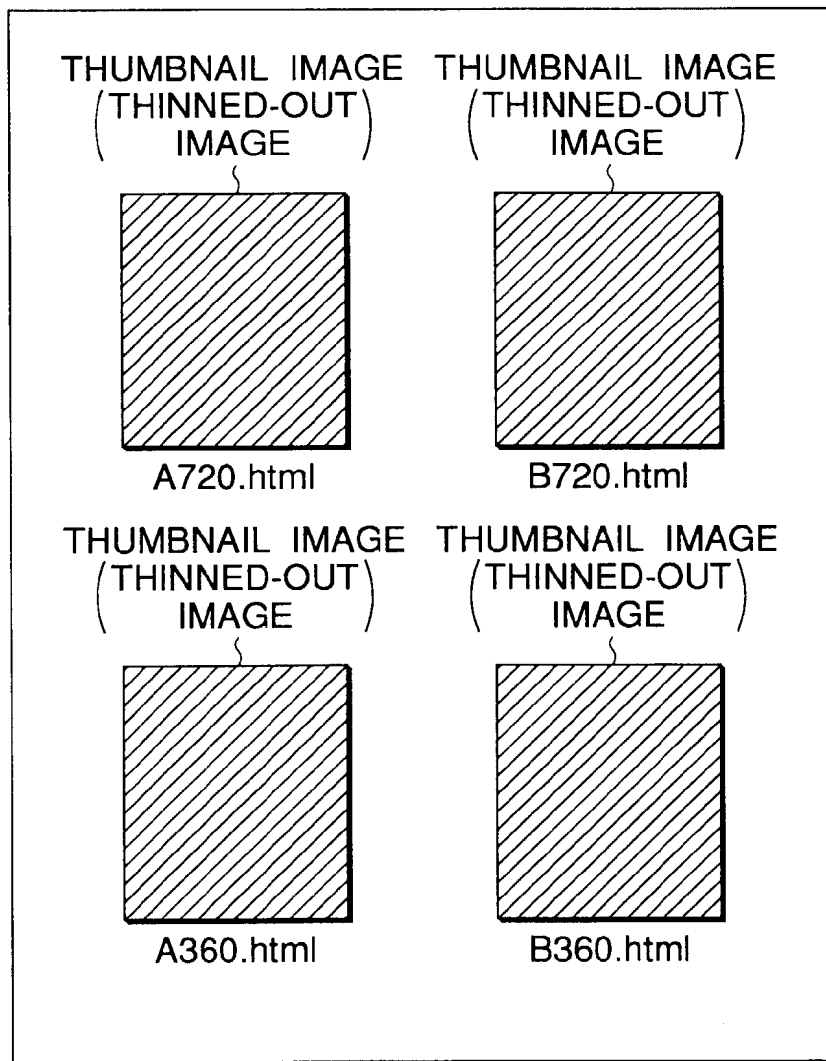 THUMBNAIL IMAGE
(THINNED-OUT
IMAGE)
A720.html
THUMBNAIL IMAGE
(THINNED-OUT
IMAGE)
B720.html
THUMBNAIL IMAGE
(THINNED-OUT
IMAGE)
A360.html
THUMBNAIL IMAGE
(THINNED-OUT
IMAGE)
B360.html